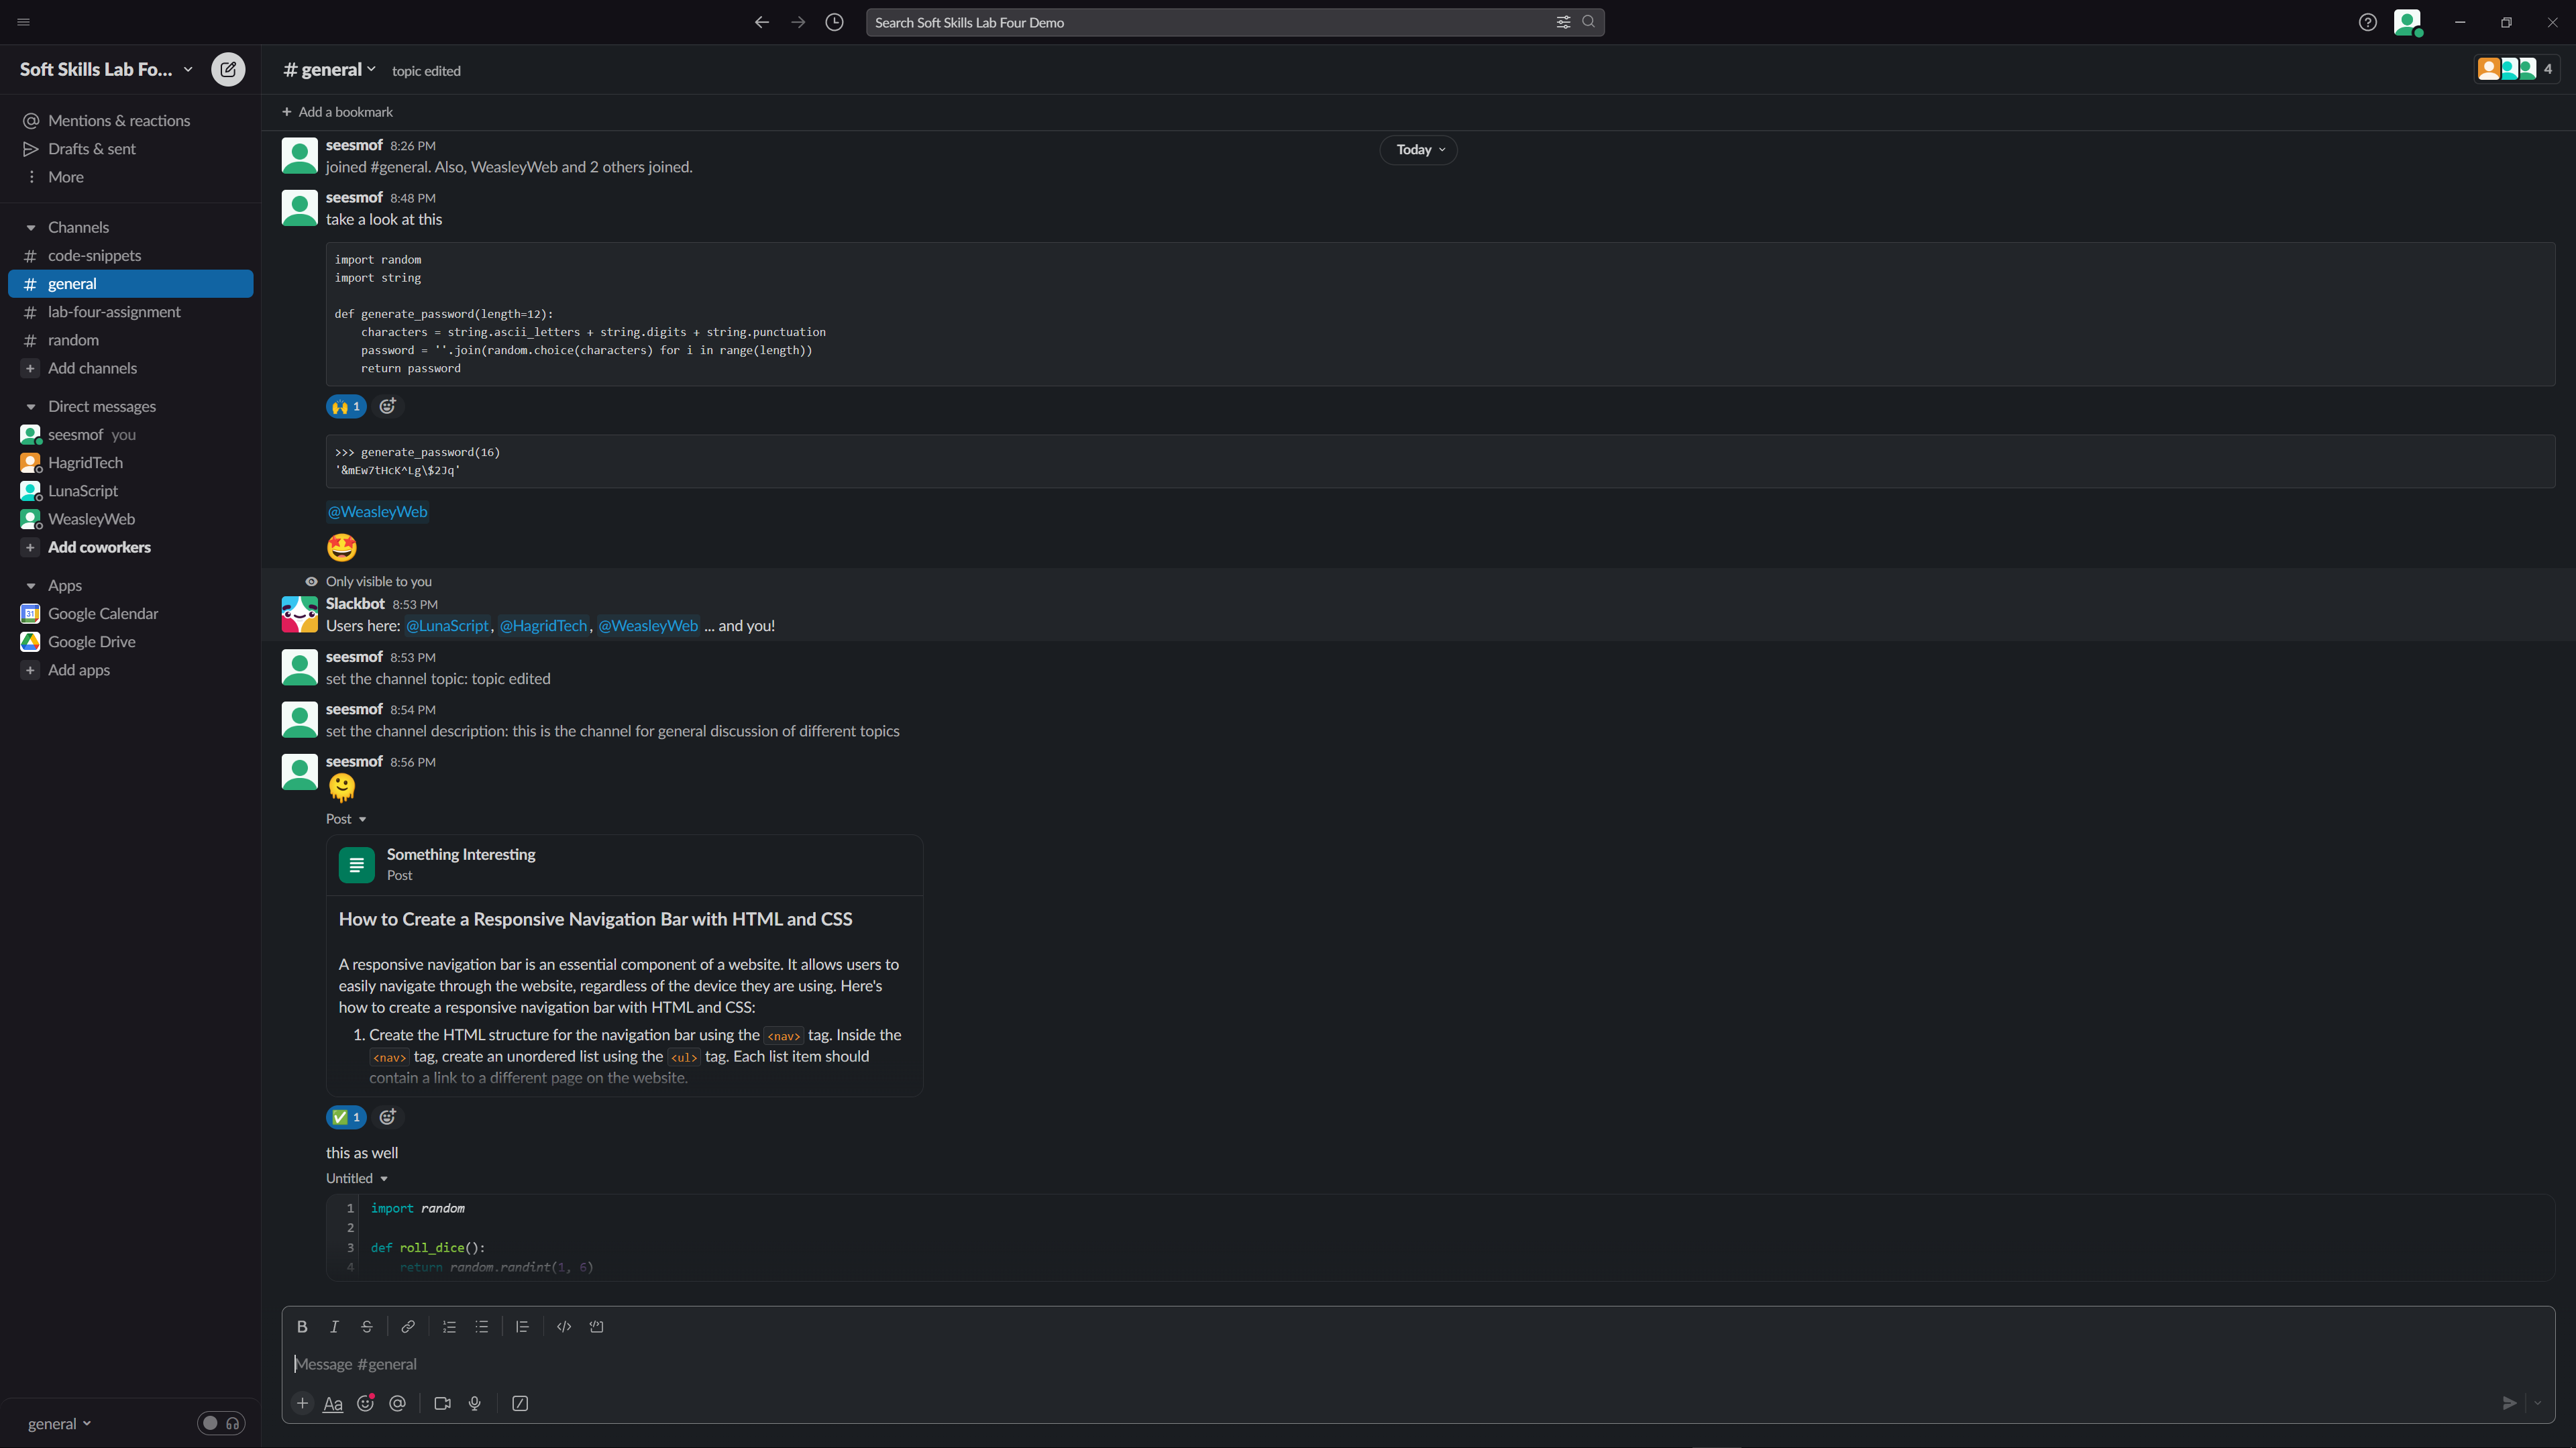 Search Soft Skills Lab Four Demo
Soft Skills Lab Fo...
# general
topic edited
4
Mentions & reactions
Drafts & sent
More
Channels
# code-snippets
# general
# lab-four-assignment
# random
+ Add channels
Direct messages
seesmof you
HagridTech
LunaScript
WeasleyWeb
+ Add coworkers
Apps
31 Google Calendar
Google Drive
+ Add apps
general
+ Add a bookmark
Today
seesmof 8:26 PM
joined #general. Also, WeasleyWeb and 2 others joined.
seesmof 8:48 PM
take a look at this
import random
import string
def generate_password(length=12):
characters = string.ascii_letters + string.digits + string.punctuation
password = ''.join(random.choice(characters) for i in range(length))
return password
🙌 1
>>> generate_password(16)
'&mEw7tHcK^Lg\$2Jq'
@WeasleyWeb
🤩
Only visible to you
Slackbot 8:53 PM
Users here: @LunaScript, @HagridTech, @WeasleyWeb ... and you!
seesmof 8:53 PM
set the channel topic: topic edited
seesmof 8:54 PM
set the channel description: this is the channel for general discussion of different topics
seesmof 8:56 PM
🫠
Post
Something Interesting
Post
How to Create a Responsive Navigation Bar with HTML and CSS
A responsive navigation bar is an essential component of a website. It allows users to
easily navigate through the website, regardless of the device they are using. Here's
how to create a responsive navigation bar with HTML and CSS:
1. Create the HTML structure for the navigation bar using the <nav> tag. Inside the
<nav> tag, create an unordered list using the <ul> tag. Each list item should
contain a link to a different page on the website.
✅ 1
this as well
Untitled
1 import random
2
3 def roll_dice():
4 return random.randint(1, 6)
B I S
Message #general
+ Aa @